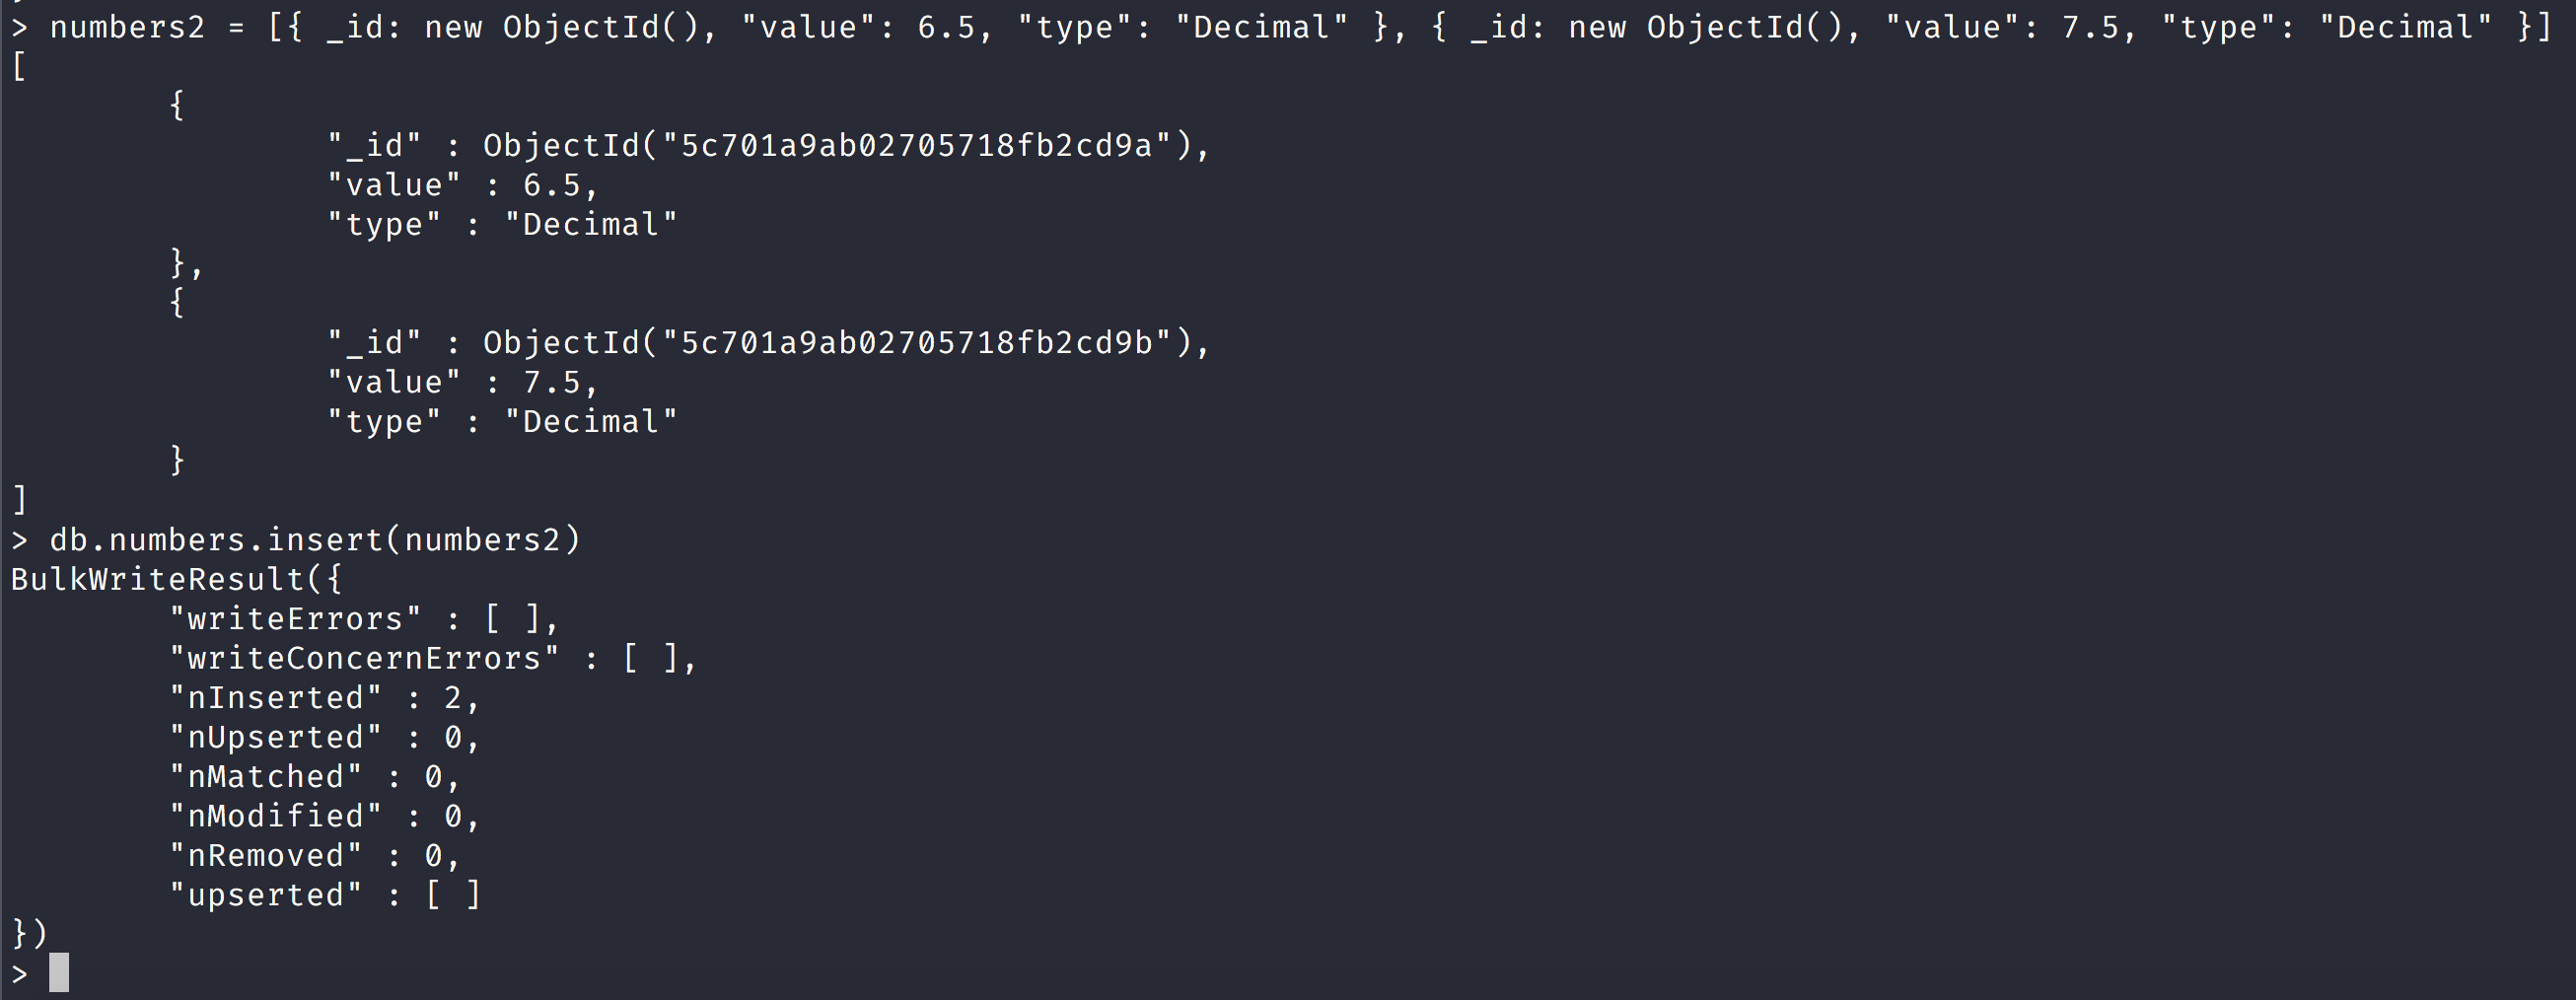 > numbers2 = [{ _id: new ObjectId(), "value": 6.5, "type": "Decimal" }, { _id: new ObjectId(), "value": 7.5, "type": "Decimal" }]
[
{
"_id" : ObjectId("5c701a9ab02705718fb2cd9a"),
"value" : 6.5,
"type" : "Decimal"
},
{
"_id" : ObjectId("5c701a9ab02705718fb2cd9b"),
"value" : 7.5,
"type" : "Decimal"
}
]
> db.numbers.insert(numbers2)
BulkWriteResult({
"writeErrors" : [ ],
"writeConcernErrors" : [ ],
"nInserted" : 2,
"nUpserted" : 0,
"nMatched" : 0,
"nModified" : 0,
"nRemoved" : 0,
"upserted" : [ ]
})
>